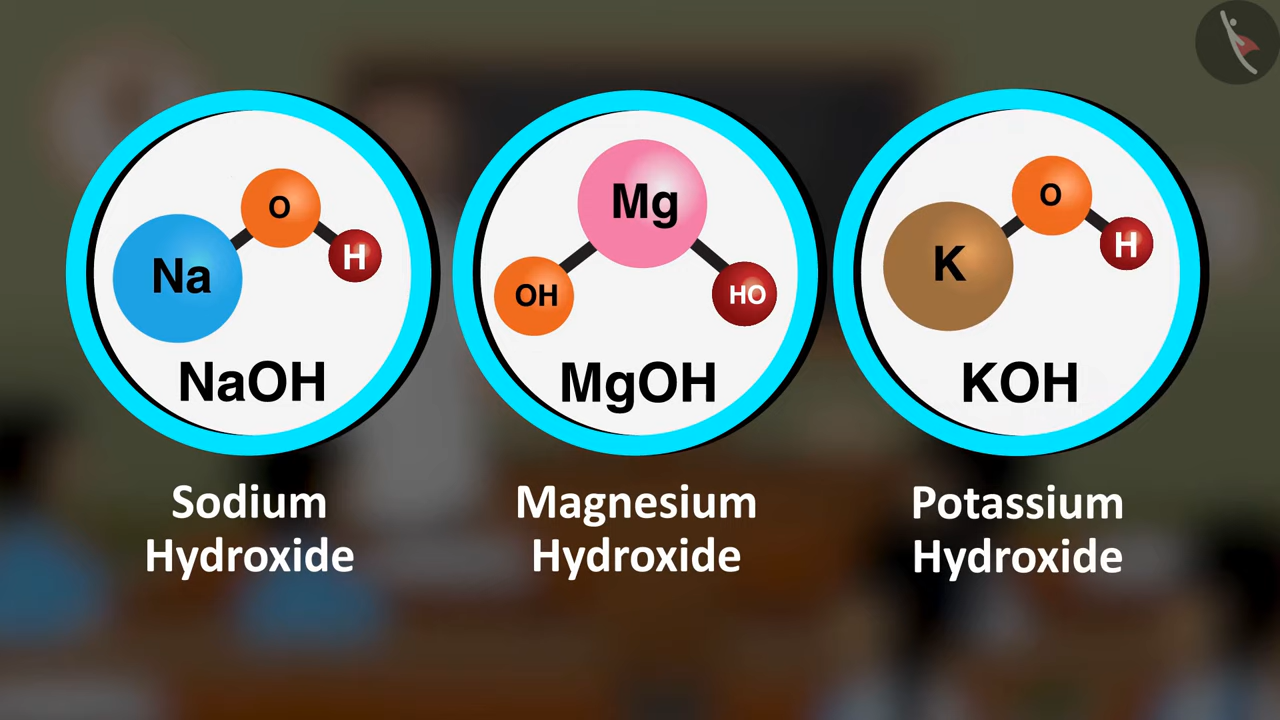 Na
O
H
NaOH
Sodium
Hydroxide
Mg
OH
HO
MgOH
Magnesium
Hydroxide
K
O
H
KOH
Potassium
Hydroxide